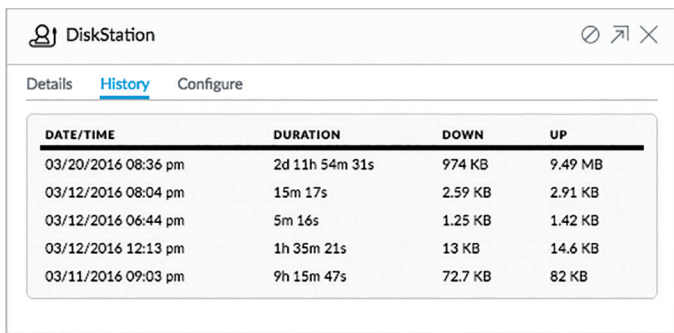 DiskStation
Details History Configure
DATE/TIME DURATION DOWN UP
03/20/2016 08:36 pm 2d 11h 54m 31s 974 KB 9.49 MB
03/12/2016 08:04 pm 15m 17s 2.59 KB 2.91 KB
03/12/2016 06:44 pm 5m 16s 1.25 KB 1.42 KB
03/12/2016 12:13 pm 1h 35m 21s 13 KB 14.6 KB
03/11/2016 09:03 pm 9h 15m 47s 72.7 KB 82 KB